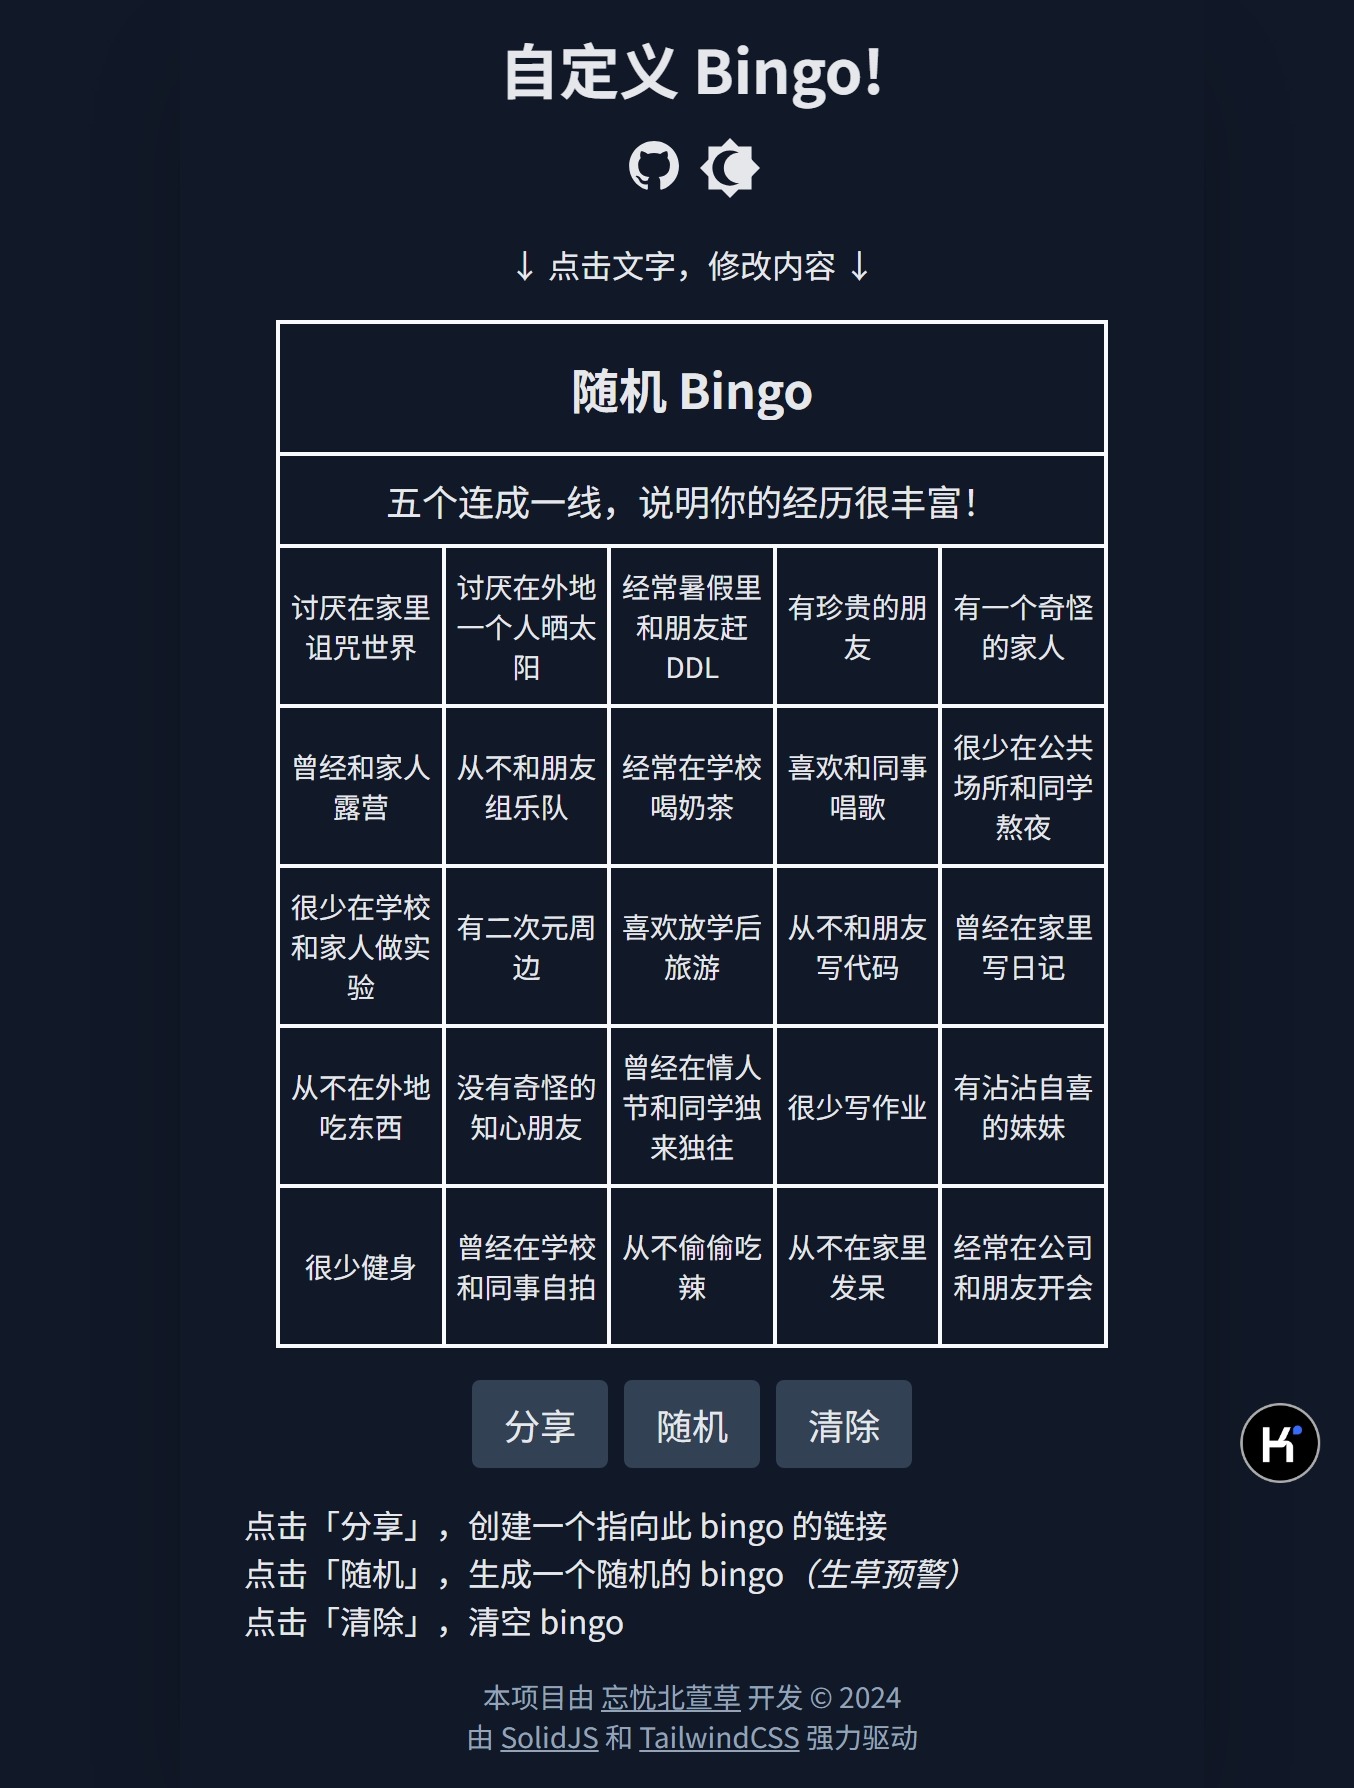 自定义 Bingo!
↓ 点击文字，修改内容 ↓
随机 Bingo
五个连成一线，说明你的经历很丰富！
讨厌在家里
诅咒世界
讨厌在外地
一个人晒太
阳
经常暑假里
和朋友赶
DDL
有珍贵的朋
友
有一个奇怪
的家人
曾经和家人
露营
从不和朋友
组乐队
经常在学校
喝奶茶
喜欢和同事
唱歌
很少在公共
场所和同学
熬夜
很少在学校
和家人做实
验
有二次元周
边
喜欢放学后
旅游
从不和朋友
写代码
曾经在家里
写日记
从不在外地
吃东西
没有奇怪的
知心朋友
曾经在情人
节和同学独
来独往
很少写作业
有沾沾自喜
的妹妹
很少健身
曾经在学校
和同事自拍
从不偷偷吃
辣
从不在家里
发呆
经常在公司
和朋友开会
分享
随机
清除
K
点击「分享」，创建一个指向此 bingo 的链接
点击「随机」，生成一个随机的 bingo（生草预警）
点击「清除」，清空 bingo
本项目由 忘忧北萱草 开发 © 2024
由 SolidJS 和 TailwindCSS 强力驱动